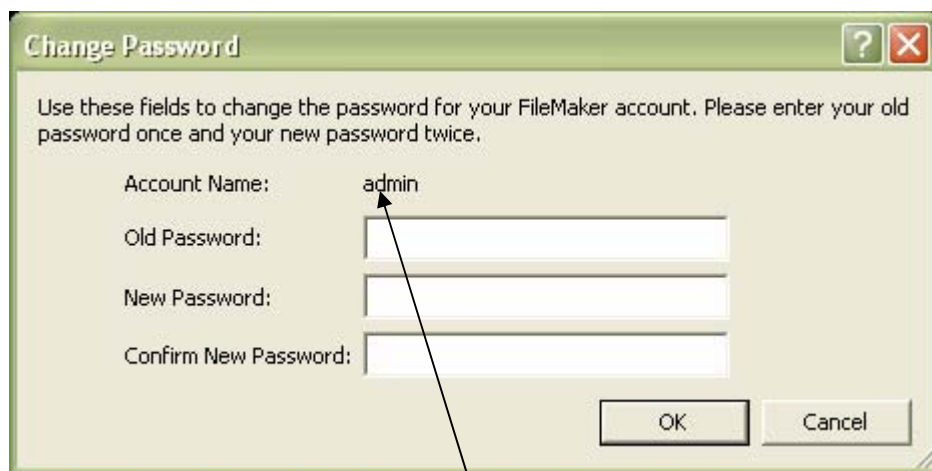 Change Password
Use these fields to change the password for your FileMaker account. Please enter your old
password once and your new password twice.
Account Name: admin
Old Password:
New Password:
Confirm New Password:
OK Cancel